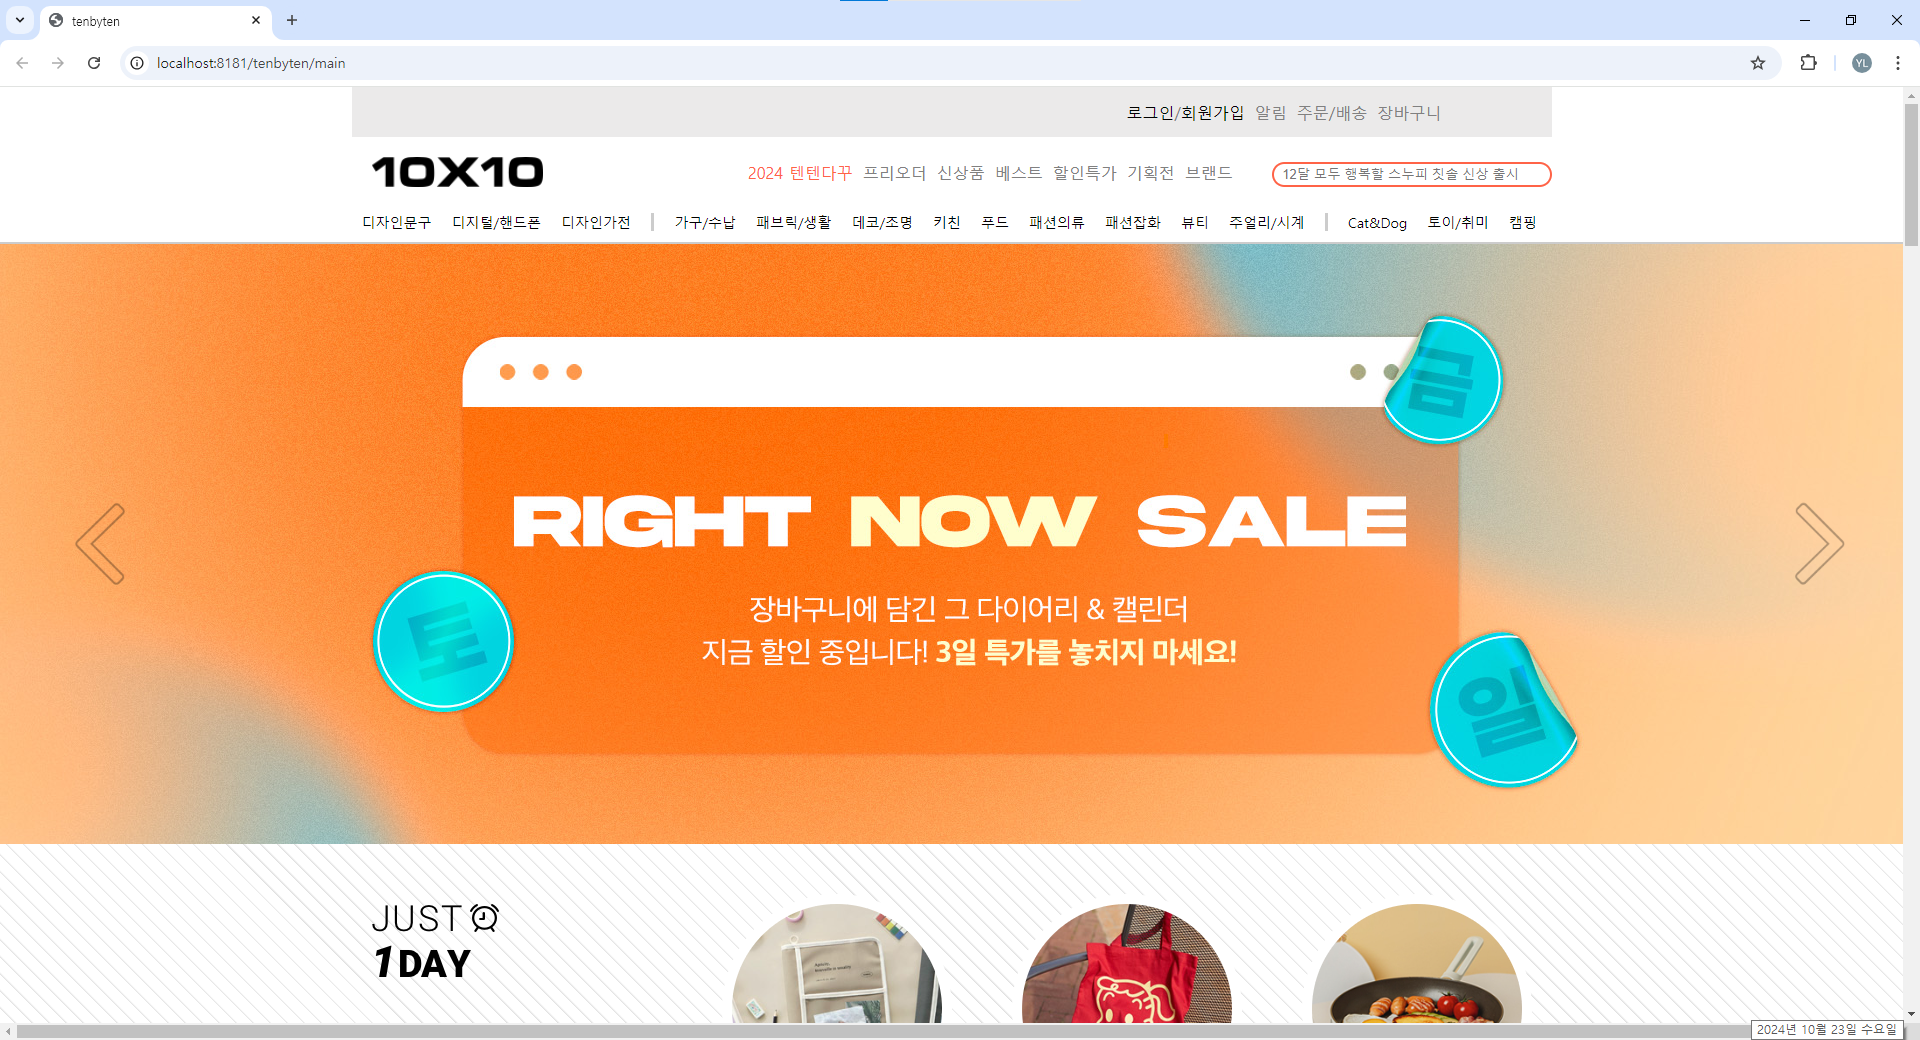 tenbyten
localhost:8181/tenbyten/main
YL
로그인/회원가입 알림 주문/배송 장바구니
10X10
2024 텐텐다꾸 프리오더 신상품 베스트 할인특가 기획전 브랜드
12달 모두 행복할 스누피 칫솔 신상 출시
디자인문구 디지털/핸드폰 디자인가전 | 가구/수납 패브릭/생활 데코/조명 키친 푸드 패션의류 패션잡화 뷰티 주얼리/시계 | Cat&Dog 토이/취미 캠핑
금
RIGHT NOW SALE
장바구니에 담긴 그 다이어리 & 캘린더
지금 할인 중입니다! 3일 특가를 놓치지 마세요!
토
일
JUST
1DAY
2024년 10월 23일 수요일